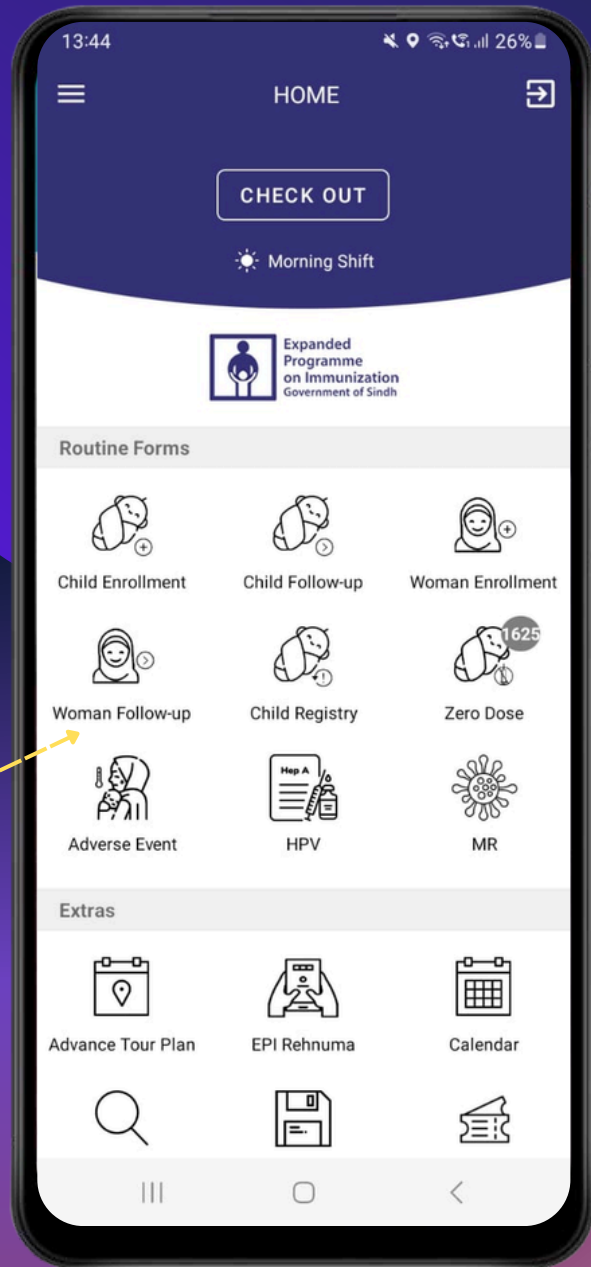 13:44
26%
HOME
CHECK OUT
Morning Shift
Expanded
Programme
on Immunization
Government of Sindh
Routine Forms
Child Enrollment
Child Follow-up
Woman Enrollment
1625
Woman Follow-up
Child Registry
Zero Dose
Hep A
Adverse Event
HPV
MR
Extras
Advance Tour Plan
EPI Rehnuma
Calendar